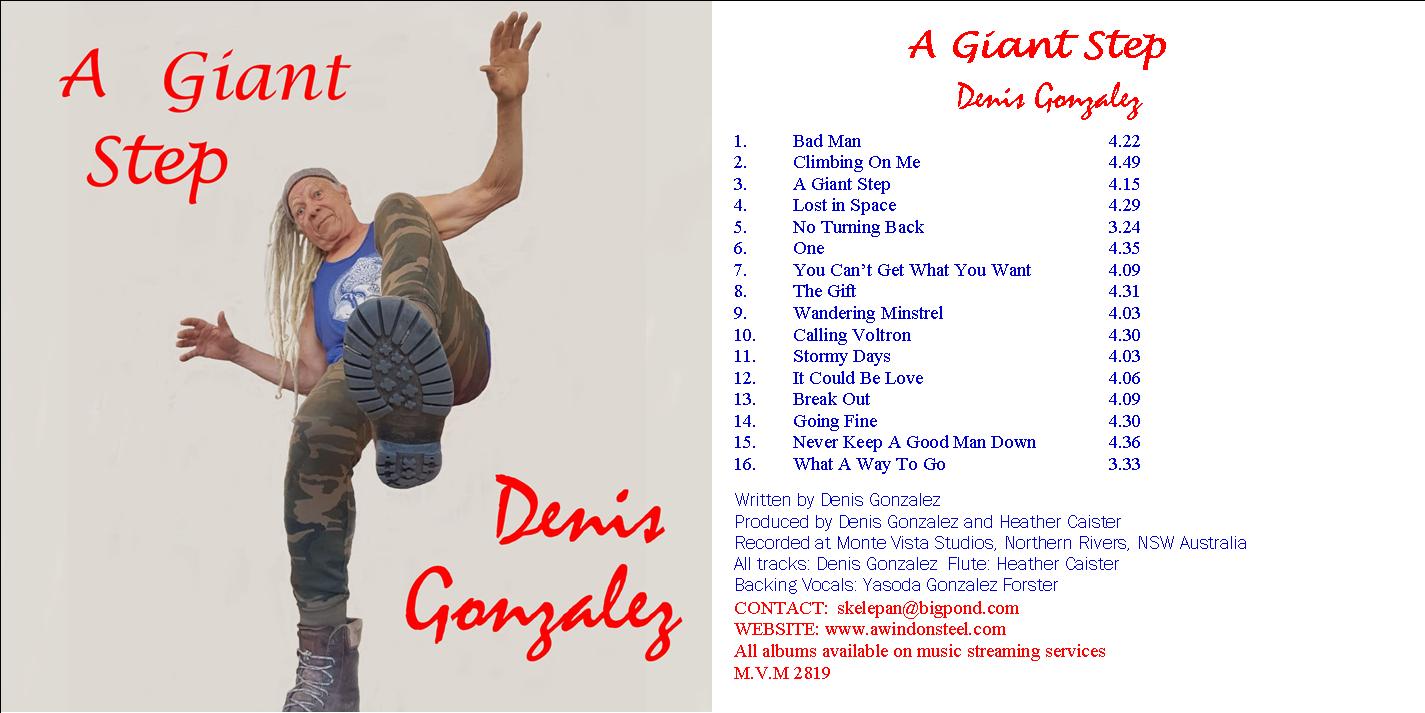 A Giant
Step
Denis
Gonzalez
A Giant Step
Denis Gonzalez
1. Bad Man 4.22
2. Climbing On Me 4.49
3. A Giant Step 4.15
4. Lost in Space 4.29
5. No Turning Back 3.24
6. One 4.35
7. You Can’t Get What You Want 4.09
8. The Gift 4.31
9. Wandering Minstrel 4.03
10. Calling Voltron 4.30
11. Stormy Days 4.03
12. It Could Be Love 4.06
13. Break Out 4.09
14. Going Fine 4.30
15. Never Keep A Good Man Down 4.36
16. What A Way To Go 3.33
Written by Denis Gonzalez
Produced by Denis Gonzalez and Heather Caister
Recorded at Monte Vista Studios, Northern Rivers, NSW Australia
All tracks: Denis Gonzalez Flute: Heather Caister
Backing Vocals: Yasoda Gonzalez Forster
CONTACT: skelepan@bigpond.com
WEBSITE: www.awindonsteel.com
All albums available on music streaming services
M.V.M 2819